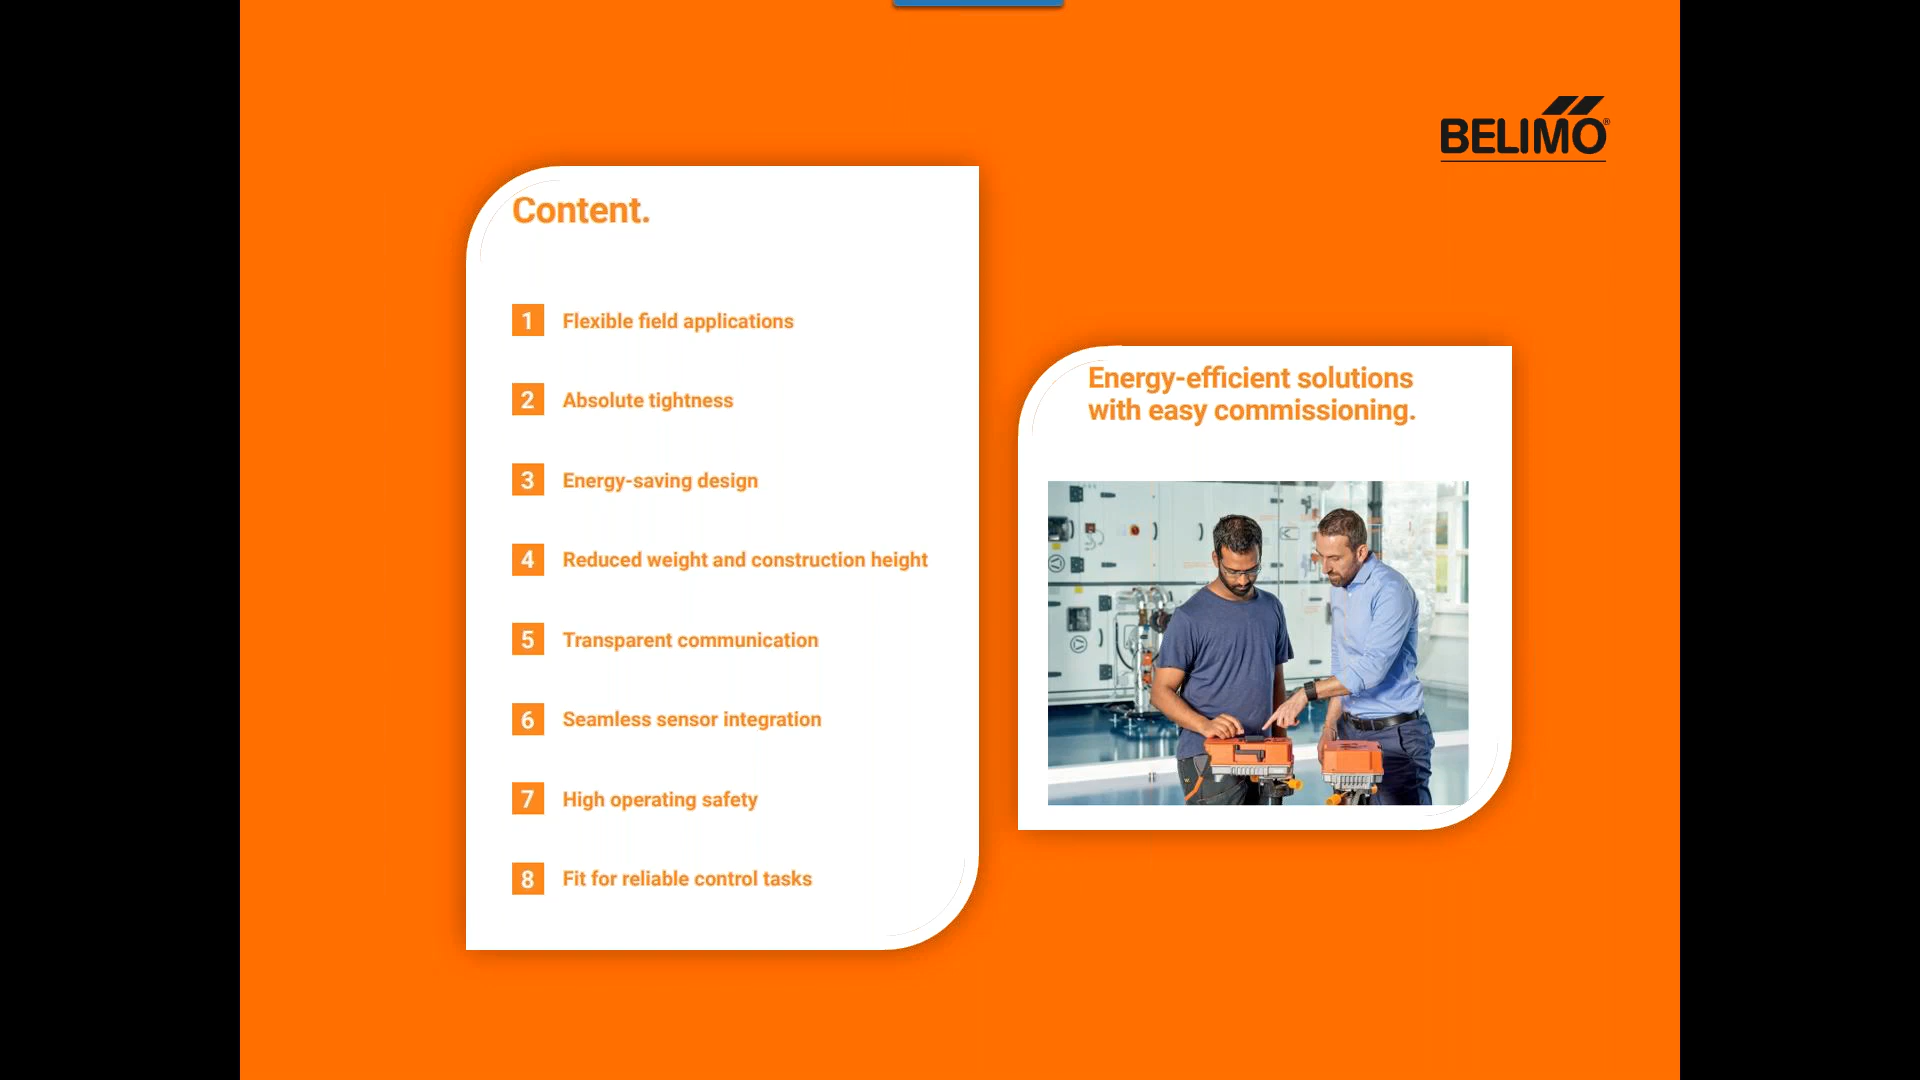 BELIMO®
Content.
1 Flexible field applications
2 Absolute tightness
3 Energy-saving design
4 Reduced weight and construction height
5 Transparent communication
6 Seamless sensor integration
7 High operating safety
8 Fit for reliable control tasks
Energy-efficient solutions
with easy commissioning.